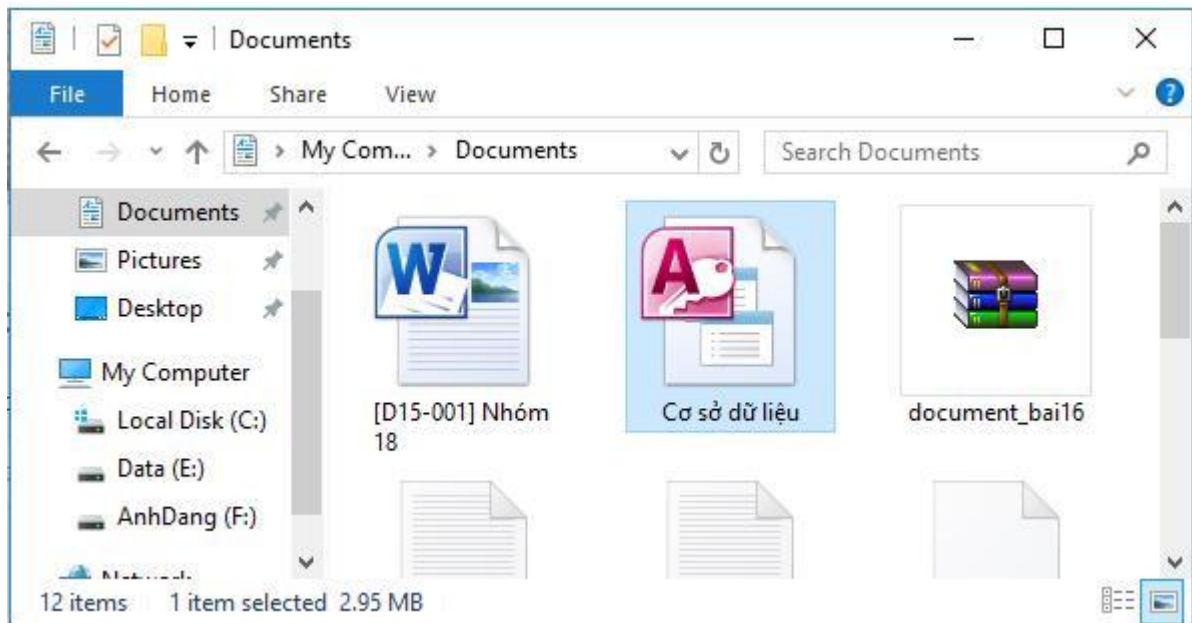 Documents
File Home Share View
My Com... Documents Search Documents
Documents
Pictures
Desktop
My Computer
Local Disk (C:)
Data (E:)
AnhDang (F:)
Network
W
[D15-001] Nhóm
18
A
Cơ sở dữ liệu
document_bai16
12 items 1 item selected 2.95 MB